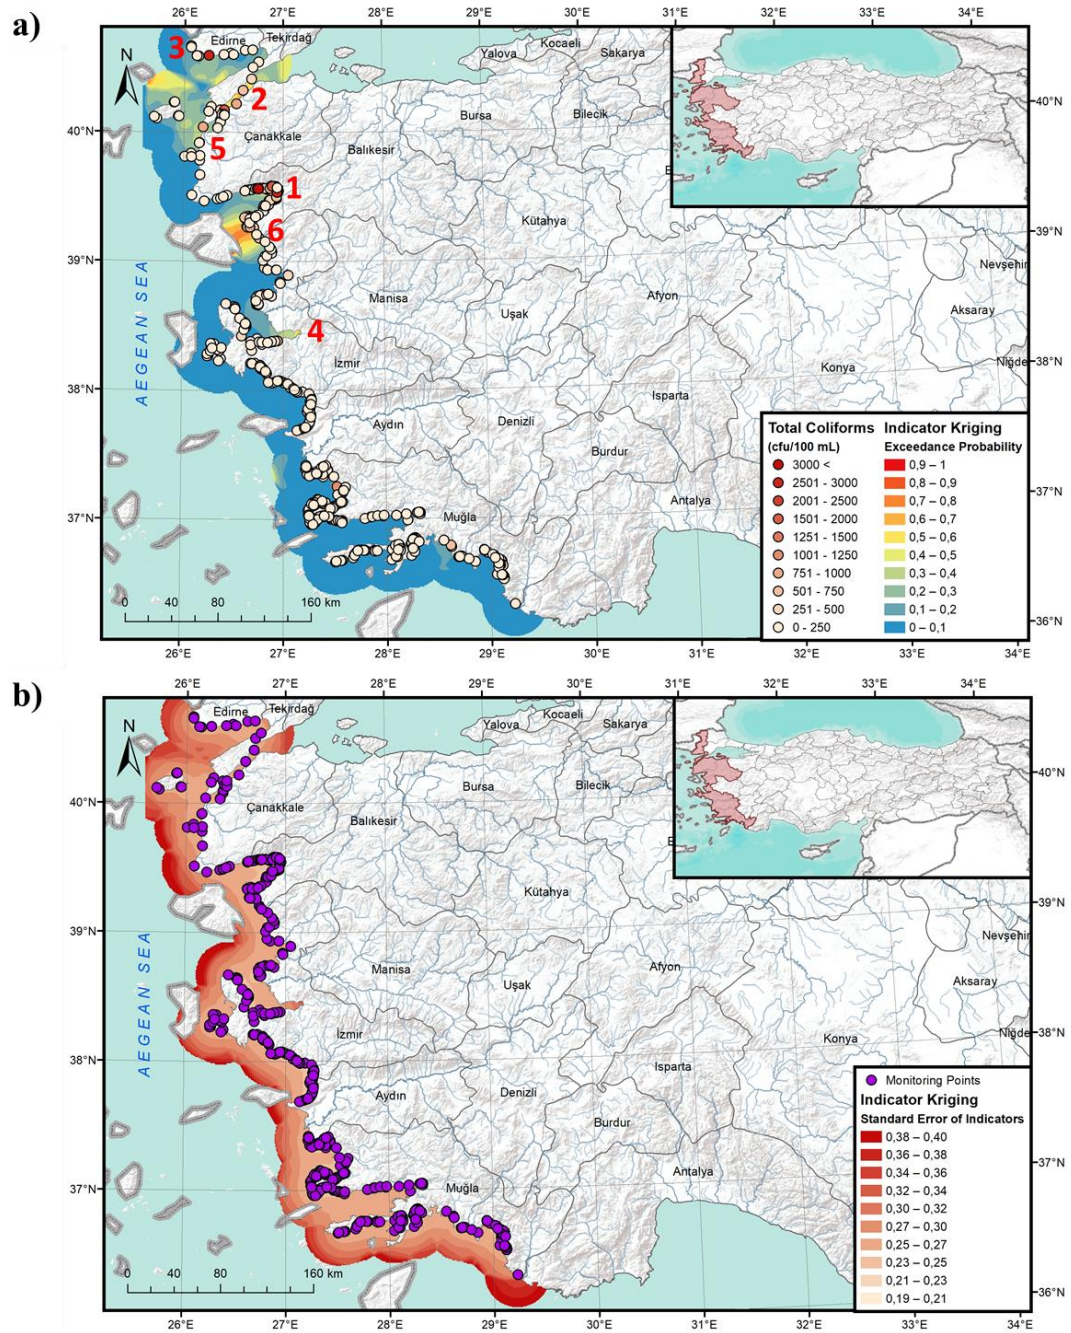 a)
26°E 27°E 28°E 29°E 30°E 31°E 32°E 33°E 34°E
N
3
Edirne
Tekirdağ
Yalova
Kocaeli
Sakarya
2
40°N
Çanakkale
Bursa
Bilecik
40°N
5
Balıkesir
1
Kütahya
6
39°N
39°N
Nevşehir
AEGEAN SEA
Manisa
Uşak
Afyon
Aksaray
4
İzmir
Konya
Niğde
38°N
38°N
Isparta
Aydın
Denizli
Burdur
Antalya
37°N
37°N
Muğla
0 40 80 160 km
36°N
Total Coliforms
(cfu/100 mL)
3000 <
2501 - 3000
2001 - 2500
1501 - 2000
1251 - 1500
1001 - 1250
751 - 1000
501 - 750
251 - 500
0 - 250
Indicator Kriging
Exceedance Probability
0,9 – 1
0,8 – 0,9
0,7 – 0,8
0,6 – 0,7
0,5 – 0,6
0,4 – 0,5
0,3 – 0,4
0,2 – 0,3
0,1 – 0,2
0 – 0,1
26°E 27°E 28°E 29°E 30°E 31°E 32°E 33°E 34°E
b)
26°E 27°E 28°E 29°E 30°E 31°E 32°E 33°E 34°E
N
Edirne
Tekirdağ
Yalova
Kocaeli
Sakarya
40°N
Çanakkale
Bursa
Bilecik
40°N
Balıkesir
Kütahya
39°N
39°N
Nevşehir
AEGEAN SEA
Manisa
Uşak
Afyon
Aksaray
İzmir
Konya
Niğde
38°N
38°N
Isparta
Aydın
Denizli
Burdur
Antalya
37°N
37°N
Muğla
0 40 80 160 km
36°N
Monitoring Points
Indicator Kriging
Standard Error of Indicators
0,38 – 0,40
0,36 – 0,38
0,34 – 0,36
0,32 – 0,34
0,30 – 0,32
0,27 – 0,30
0,25 – 0,27
0,23 – 0,25
0,21 – 0,23
0,19 – 0,21
26°E 27°E 28°E 29°E 30°E 31°E 32°E 33°E 34°E